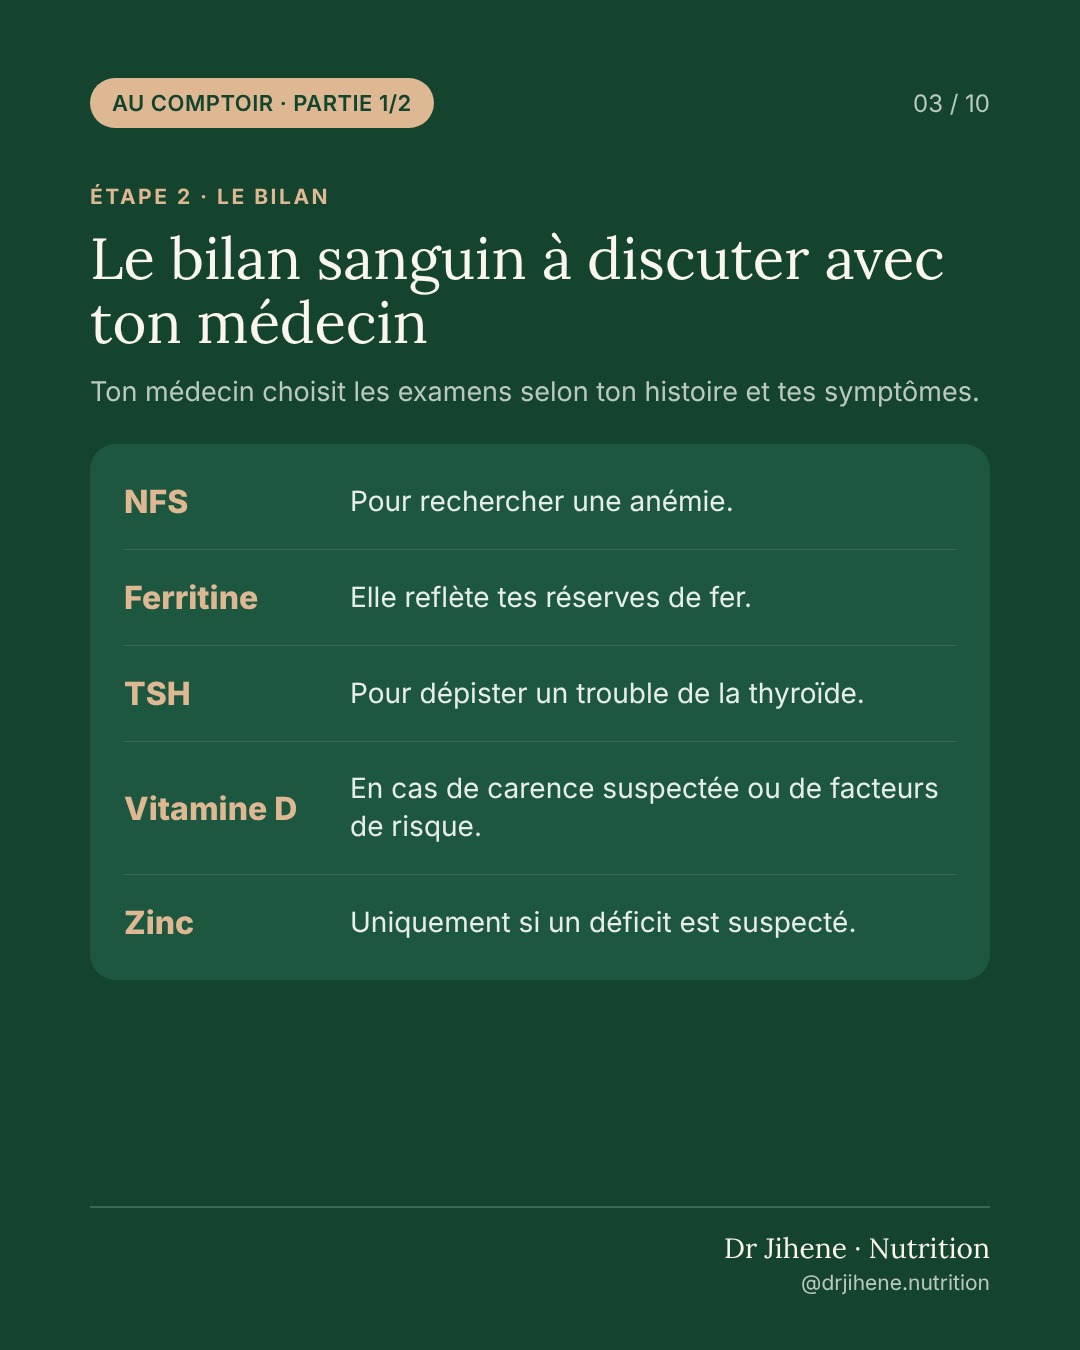 AU COMPTOIR · PARTIE 1/2
03 / 10
ÉTAPE 2 · LE BILAN
Le bilan sanguin à discuter avec
ton médecin
Ton médecin choisit les examens selon ton histoire et tes symptômes.
NFS
Pour rechercher une anémie.
Ferritine
Elle reflète tes réserves de fer.
TSH
Pour dépister un trouble de la thyroïde.
Vitamine D
En cas de carence suspectée ou de facteurs
de risque.
Zinc
Uniquement si un déficit est suspecté.
Dr Jihene · Nutrition
@drjihene.nutrition